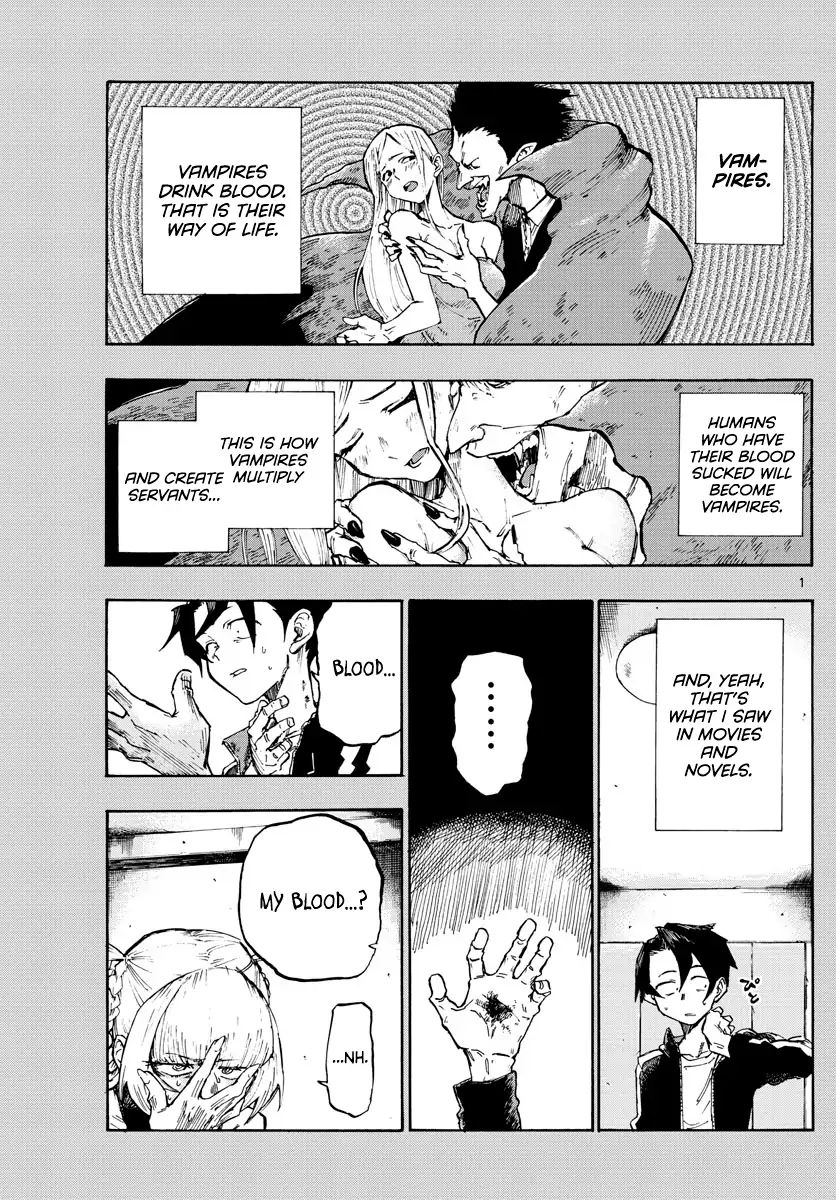 VAM-
PIRES.
VAMPIRES
DRINK BLOOD.
THAT IS THEIR
WAY OF LIFE.
HUMANS
WHO HAVE
THEIR BLOOD
SUCKED WILL
BECOME
VAMPIRES.
THIS IS HOW
VAMPIRES
MULTIPLY
AND CREATE
SERVANTS...
1
AND, YEAH,
THAT'S
WHAT I SAW
IN MOVIES
AND
NOVELS.
ぴと
......
BLOOD...
MY BLOOD...?
...NH.